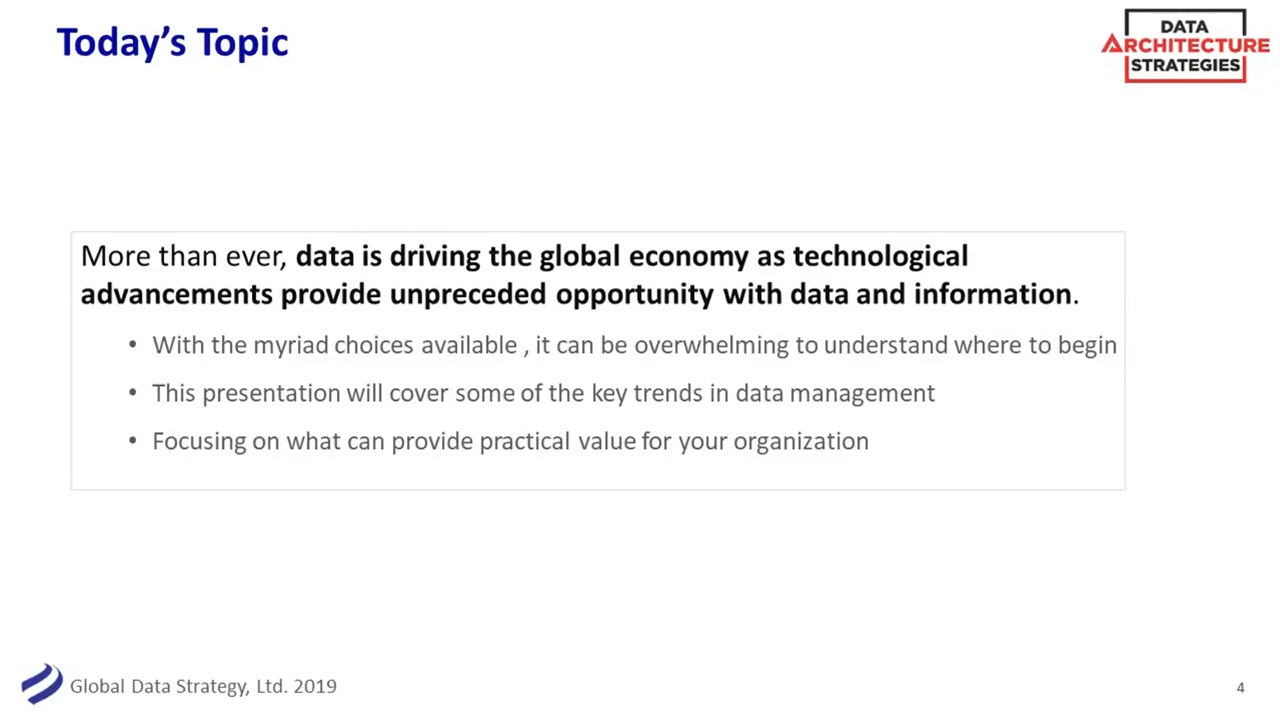 Today's Topic
DATA
ARCHITECTURE
STRATEGIES
More than ever, data is driving the global economy as technological
advancements provide unpreceded opportunity with data and information.
• With the myriad choices available , it can be overwhelming to understand where to begin
• This presentation will cover some of the key trends in data management
• Focusing on what can provide practical value for your organization
Global Data Strategy, Ltd. 2019
4